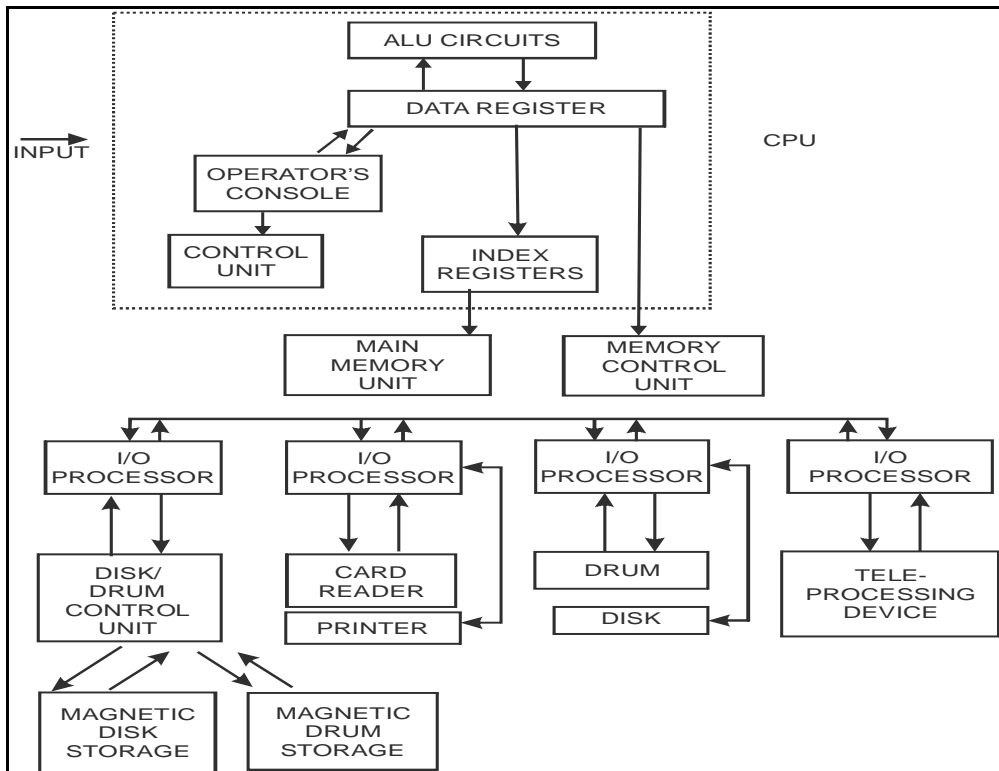 ALU CIRCUITS
DATA REGISTER
INPUT
CPU
OPERATOR'S
CONSOLE
CONTROL
UNIT
INDEX
REGISTERS
MAIN
MEMORY
UNIT
MEMORY
CONTROL
UNIT
I/O
PROCESSOR
I/O
PROCESSOR
I/O
PROCESSOR
I/O
PROCESSOR
DISK/
DRUM
CONTROL
UNIT
CARD
READER
PRINTER
DRUM
DISK
TELE-
PROCESSING
DEVICE
MAGNETIC
DISK
STORAGE
MAGNETIC
DRUM
STORAGE